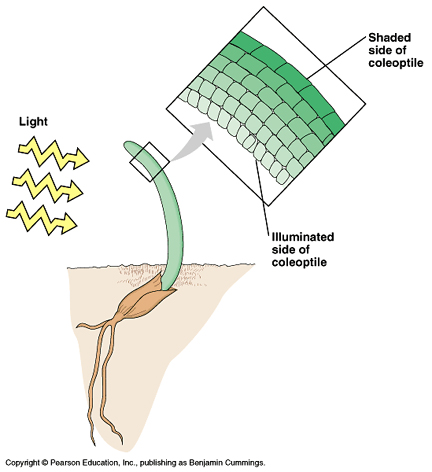 Shaded
side of
coleoptile
Light
Illuminated
side of
coleoptile
Copyright © Pearson Education, Inc., publishing as Benjamin Cummings.